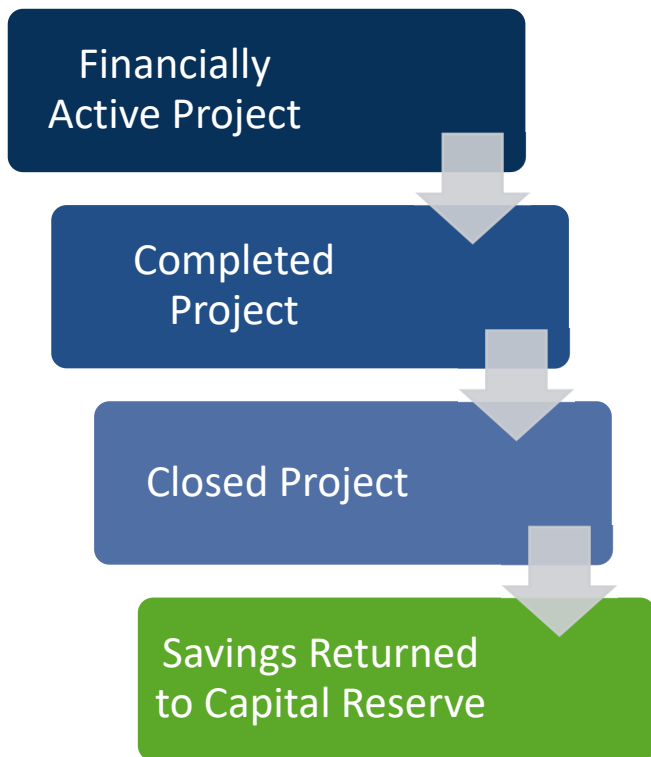 Financially
Active Project
Completed
Project
Closed Project
Savings Returned
to Capital Reserve